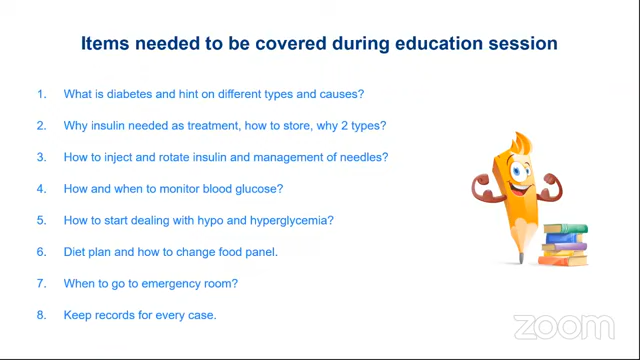 Items needed to be covered during education session
1. What is diabetes and hint on different types and causes?
2. Why insulin needed as treatment, how to store, why 2 types?
3. How to inject and rotate insulin and management of needles?
4. How and when to monitor blood glucose?
5. How to start dealing with hypo and hyperglycemia?
6. Diet plan and how to change food panel.
7. When to go to emergency room?
8. Keep records for every case.
zoom